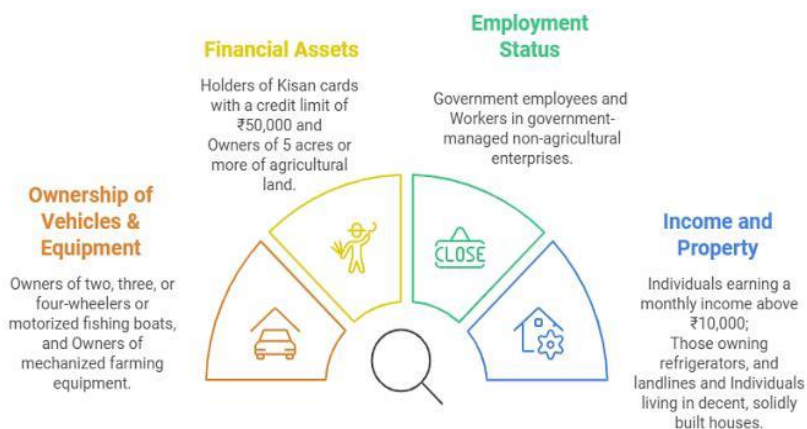 Ownership of
Vehicles &
Equipment
Owners of two, three, or
four-wheelers or
motorized fishing boats,
and Owners of
mechanized farming
equipment.
Financial Assets
Holders of Kisan cards
with a credit limit of
₹50,000 and
Owners of 5 acres or
more of agricultural
land.
Employment
Status
Government employees and
Workers in government-
managed non-agricultural
enterprises.
CLOSE
Income and
Property
Individuals earning a
monthly income above
₹10,000;
Those owning
refrigerators, and
landlines and Individuals
living in decent, solidly
built houses.